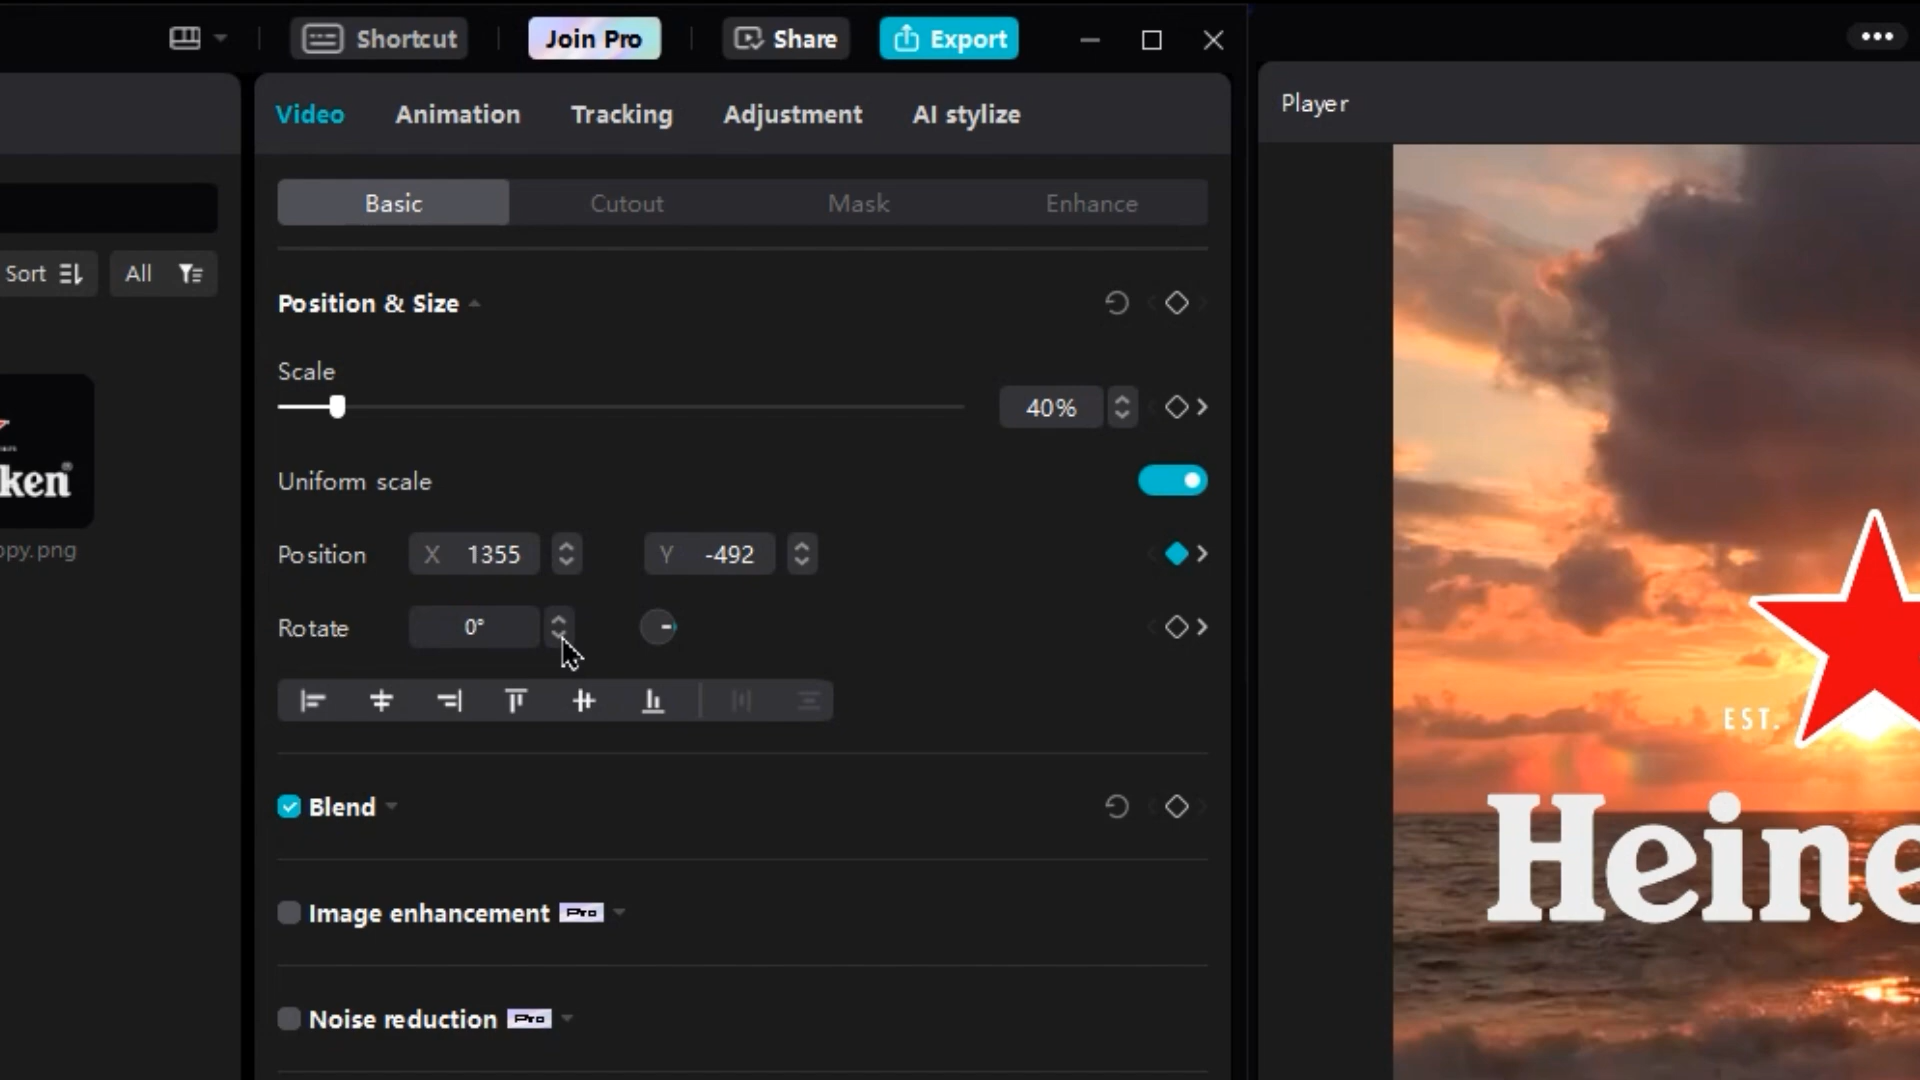 Shortcut
Join Pro
Share
Export
Video
Animation
Tracking
Adjustment
AI stylize
Player
Basic
Cutout
Mask
Enhance
Sort
All
Position & Size
Scale
40%
ken®
Uniform scale
opy.png
Position
X 1355
Y -492
Rotate
0°
EST.
Blend
Heine
Image enhancement Pro
Noise reduction Pro